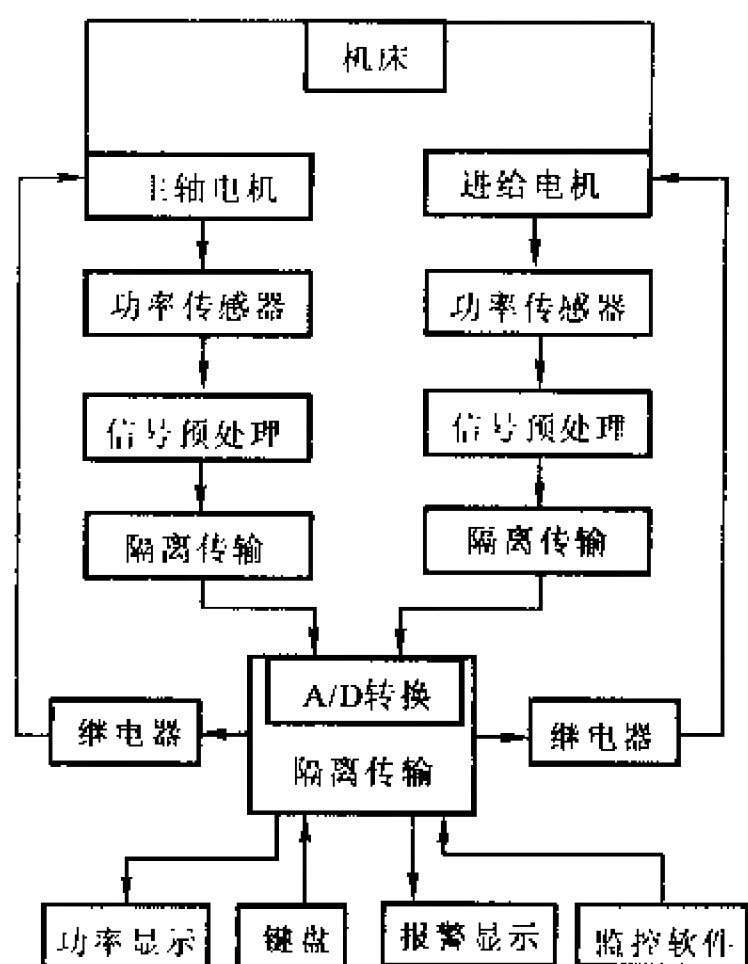 机床
主轴电机
进给电机
功率传感器
功率传感器
信号预处理
信号预处理
隔离传输
隔离传输
A/D转换
继电器
隔离传输
继电器
功率显示
键盘
报警显示
监控软件